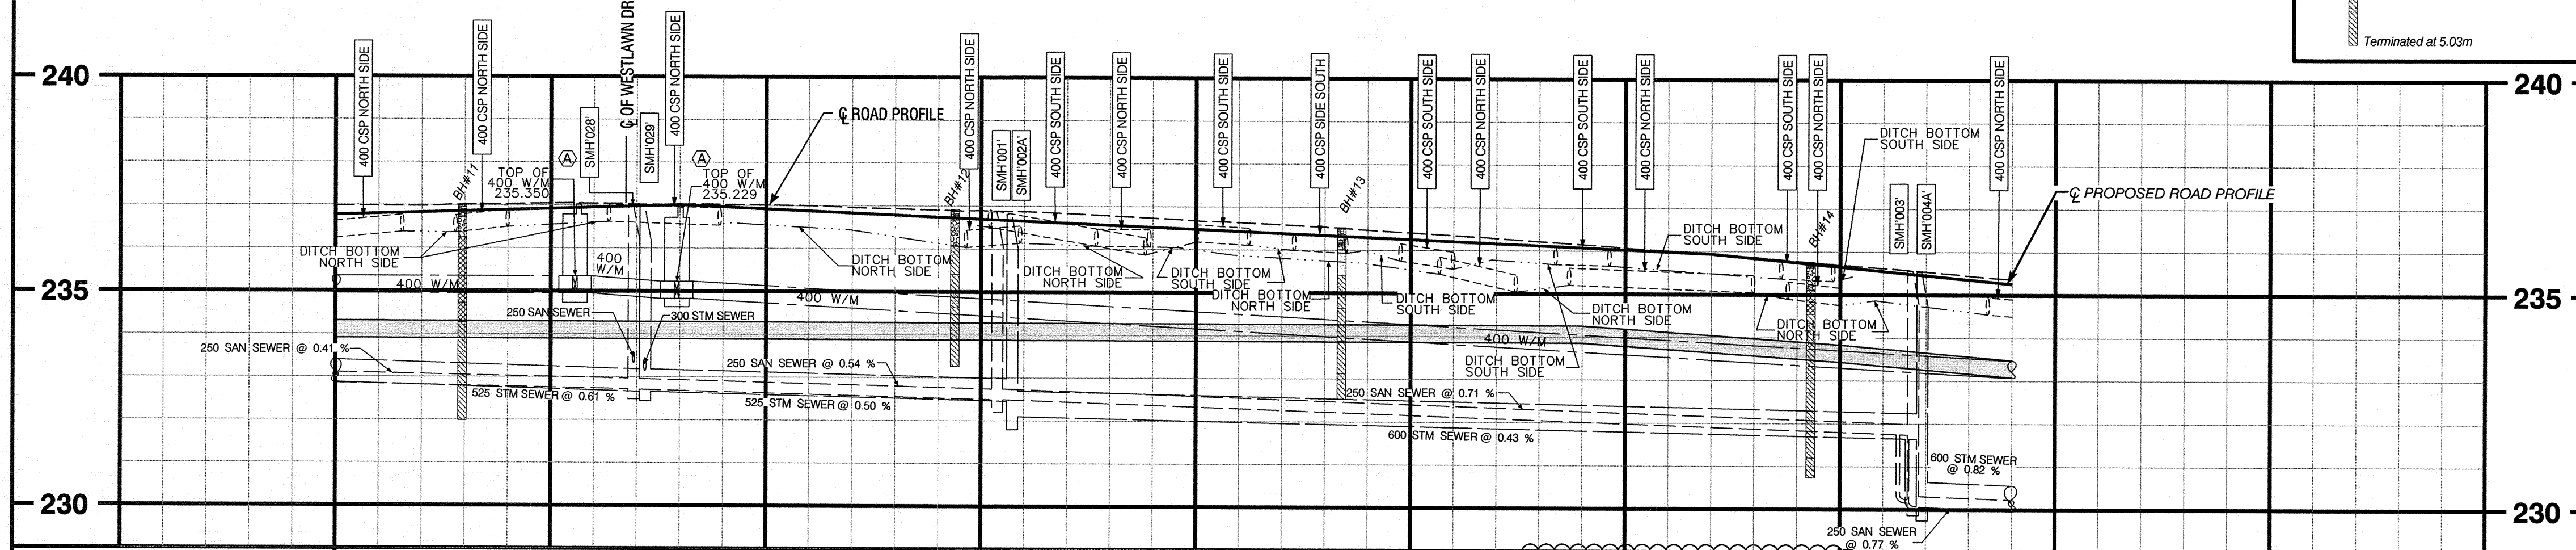 Terminated at 5.03m
240
240
400 CSP NORTH SIDE
400 CSP NORTH SIDE
℄ OF WESTLAWN DR
400 CSP NORTH SIDE
400 CSP NORTH SIDE
400 CSP SOUTH SIDE
400 CSP NORTH SIDE
400 CSP SOUTH SIDE
400 CSP SIDE SOUTH
400 CSP SOUTH SIDE
400 CSP NORTH SIDE
400 CSP SOUTH SIDE
400 CSP NORTH SIDE
400 CSP SOUTH SIDE
400 CSP NORTH SIDE
400 CSP NORTH SIDE
℄ ROAD PROFILE
SMH'028'
SMH'029'
SMH'001'
SMH'002A'
SMH'003'
SMH'004A'
A
A
BH#11
BH#12
BH#13
BH#14
TOP OF
400 W/M
235.350
TOP OF
400 W/M
235.229
DITCH BOTTOM
SOUTH SIDE
℄ PROPOSED ROAD PROFILE
DITCH BOTTOM
NORTH SIDE
400
W/M
DITCH BOTTOM
NORTH SIDE
DITCH BOTTOM
NORTH SIDE
DITCH BOTTOM
SOUTH SIDE
DITCH BOTTOM
NORTH SIDE
DITCH BOTTOM
SOUTH SIDE
DITCH BOTTOM
SOUTH SIDE
DITCH BOTTOM
NORTH SIDE
DITCH BOTTOM
NORTH SIDE
235
235
400 W/M
400 W/M
400 W/M
250 SAN SEWER
300 STM SEWER
DITCH BOTTOM
SOUTH SIDE
250 SAN SEWER @ 0.41 %
250 SAN SEWER @ 0.54 %
525 STM SEWER @ 0.61 %
525 STM SEWER @ 0.50 %
250 SAN SEWER @ 0.71 %
600 STM SEWER @ 0.43 %
600 STM SEWER
@ 0.82 %
230
230
250 SAN SEWER
@ 0.77 %